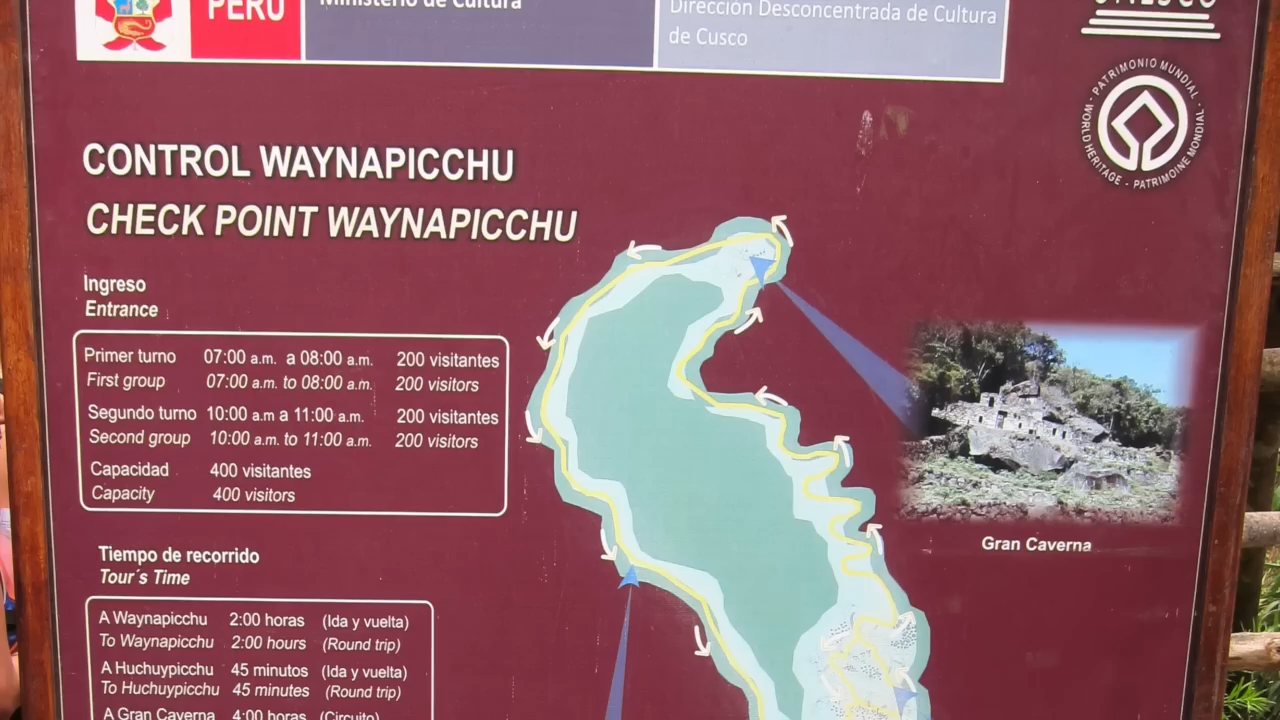 PERÚ
Ministerio de Cultura
Dirección Desconcentrada de Cultura
de Cusco
PATRIMONIO MUNDIAL - WORLD HERITAGE - PATRIMOINE MONDIAL -
CONTROL WAYNAPICCHU
CHECK POINT WAYNAPICCHU
Ingreso
Entrance
Primer turno 07:00 a.m. a 08:00 a.m. 200 visitantes
First group 07:00 a.m. to 08:00 a.m. 200 visitors
Segundo turno 10:00 a.m a 11:00 a.m. 200 visitantes
Second group 10:00 a.m. to 11:00 a.m. 200 visitors
Capacidad 400 visitantes
Capacity 400 visitors
Gran Caverna
Tiempo de recorrido
Tour´s Time
A Waynapicchu 2:00 horas (Ida y vuelta)
To Waynapicchu 2:00 hours (Round trip)
A Huchuypicchu 45 minutos (Ida y vuelta)
To Huchuypicchu 45 minutes (Round trip)
A Gran Caverna 4:00 horas (Circuito)